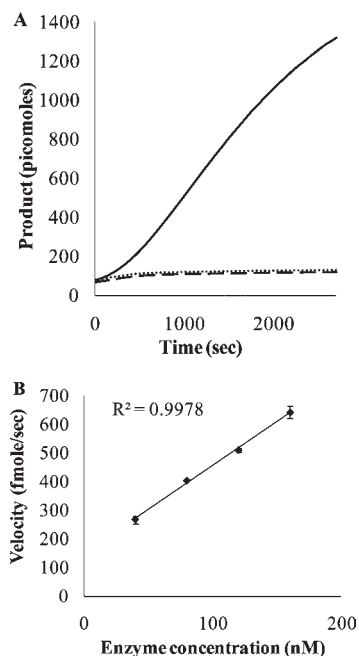 A
1400
1200
1000
800
600
400
200
0
Product (picomoles)
0 1000 2000
Time (sec)
B
700
600
500
400
300
200
100
0
Velocity (fmole/sec)
R² = 0.9978
0 100 200
Enzyme concentration (nM)